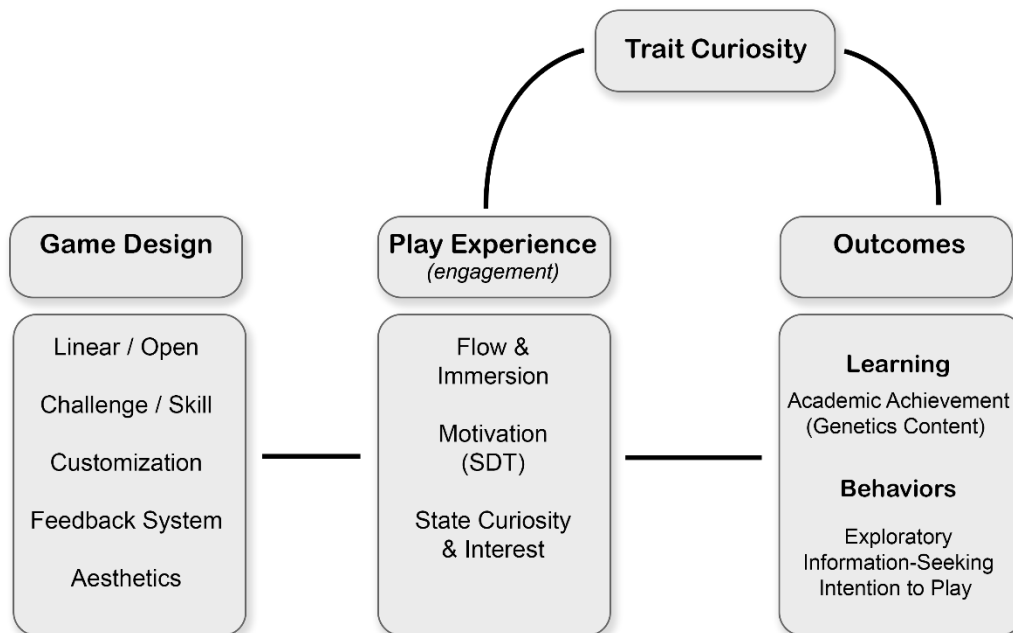 Trait Curiosity
Game Design
Linear / Open
Challenge / Skill
Customization
Feedback System
Aesthetics
Play Experience
(engagement)
Flow &
Immersion
Motivation
(SDT)
State Curiosity
& Interest
Outcomes
Learning
Academic Achievement
(Genetics Content)
Behaviors
Exploratory
Information-Seeking
Intention to Play